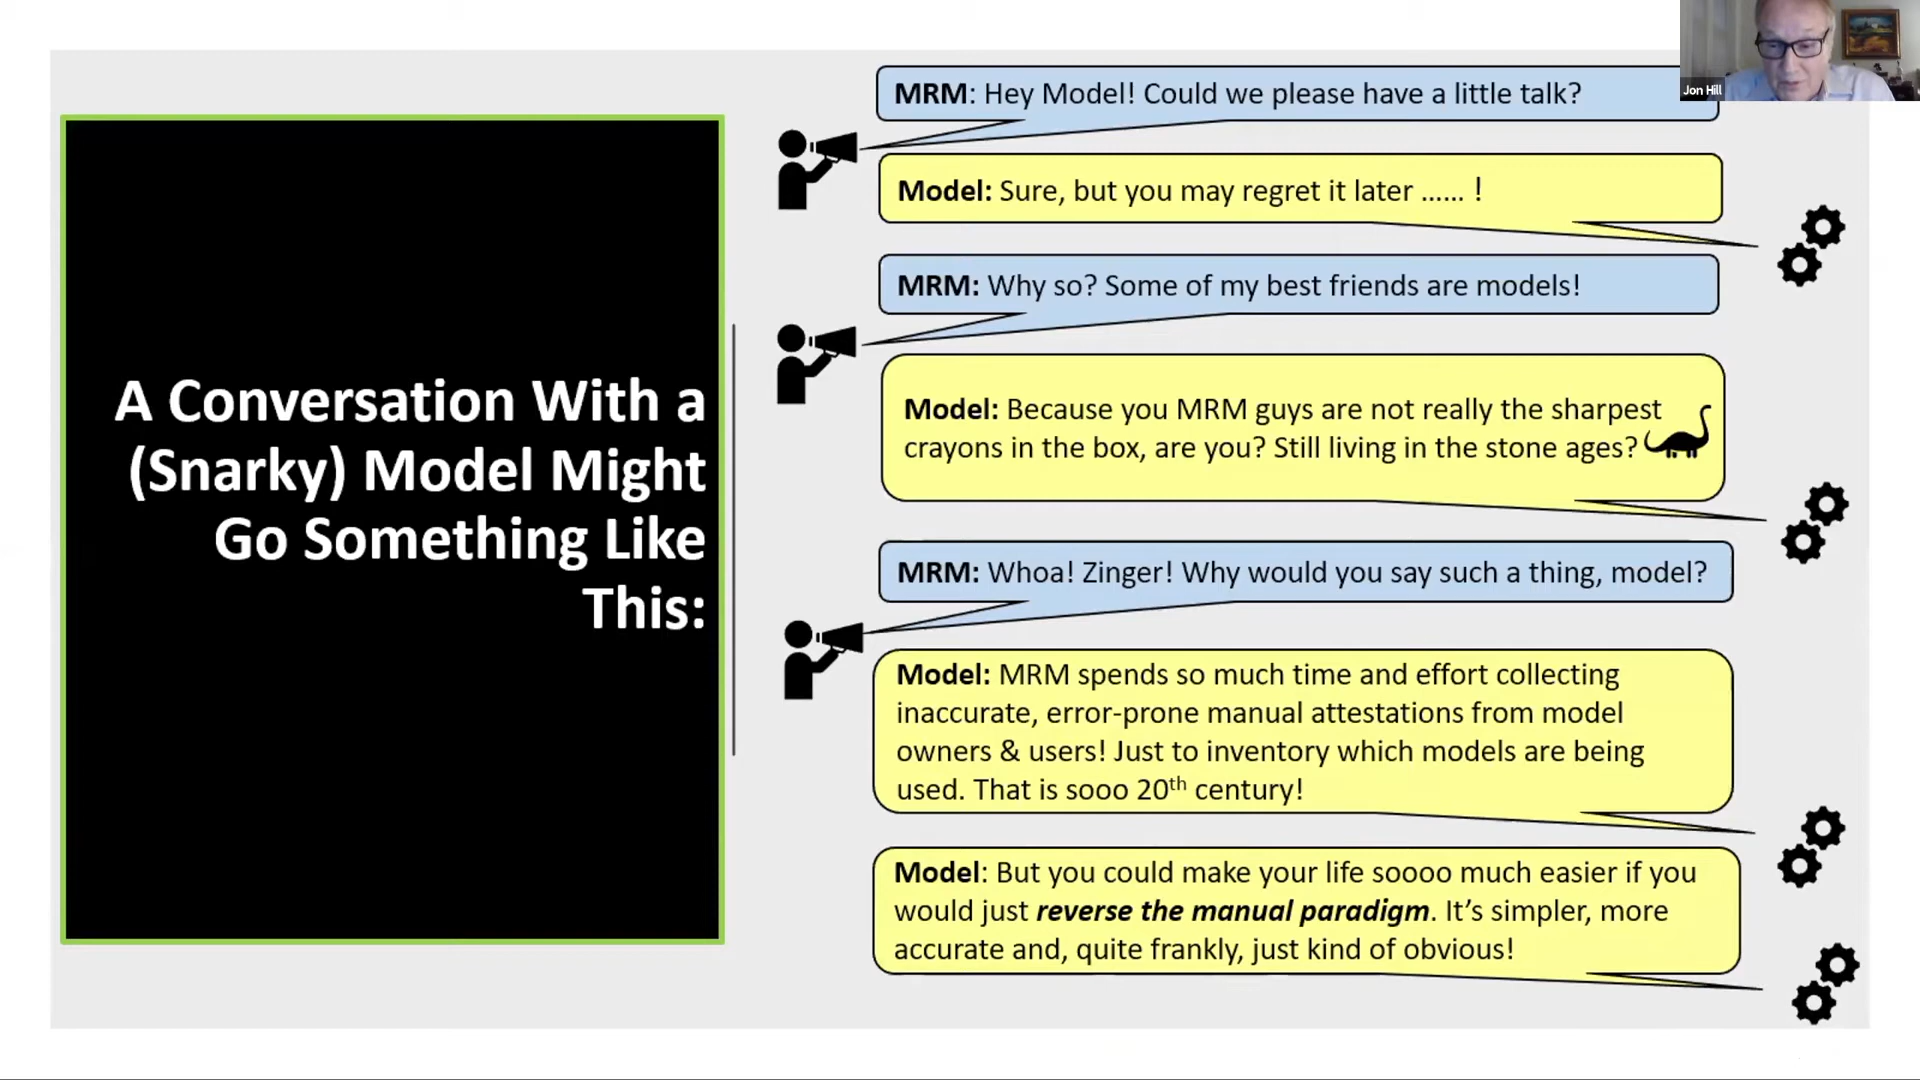 A Conversation With a
(Snarky) Model Might
Go Something Like
This:
MRM: Hey Model! Could we please have a little talk?
Model: Sure, but you may regret it later ...... !
MRM: Why so? Some of my best friends are models!
Model: Because you MRM guys are not really the sharpest
crayons in the box, are you? Still living in the stone ages?
MRM: Whoa! Zinger! Why would you say such a thing, model?
Model: MRM spends so much time and effort collecting
inaccurate, error-prone manual attestations from model
owners & users! Just to inventory which models are being
used. That is sooo 20th century!
Model: But you could make your life soooo much easier if you
would just reverse the manual paradigm. It's simpler, more
accurate and, quite frankly, just kind of obvious!
Jon Hill